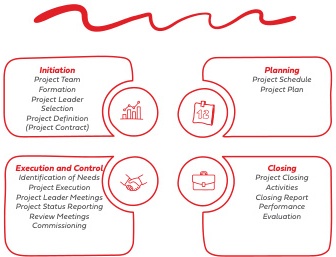 Initiation
Project Team
Formation
Project Leader
Selection
Project Definition
(Project Contract)
Planning
Project Schedule
Project Plan
12
Execution and Control
Identification of Needs
Project Execution
Project Leader Meetings
Project Status Reporting
Review Meetings
Commissioning
Closing
Project Closing
Activities
Closing Report
Performance
Evaluation